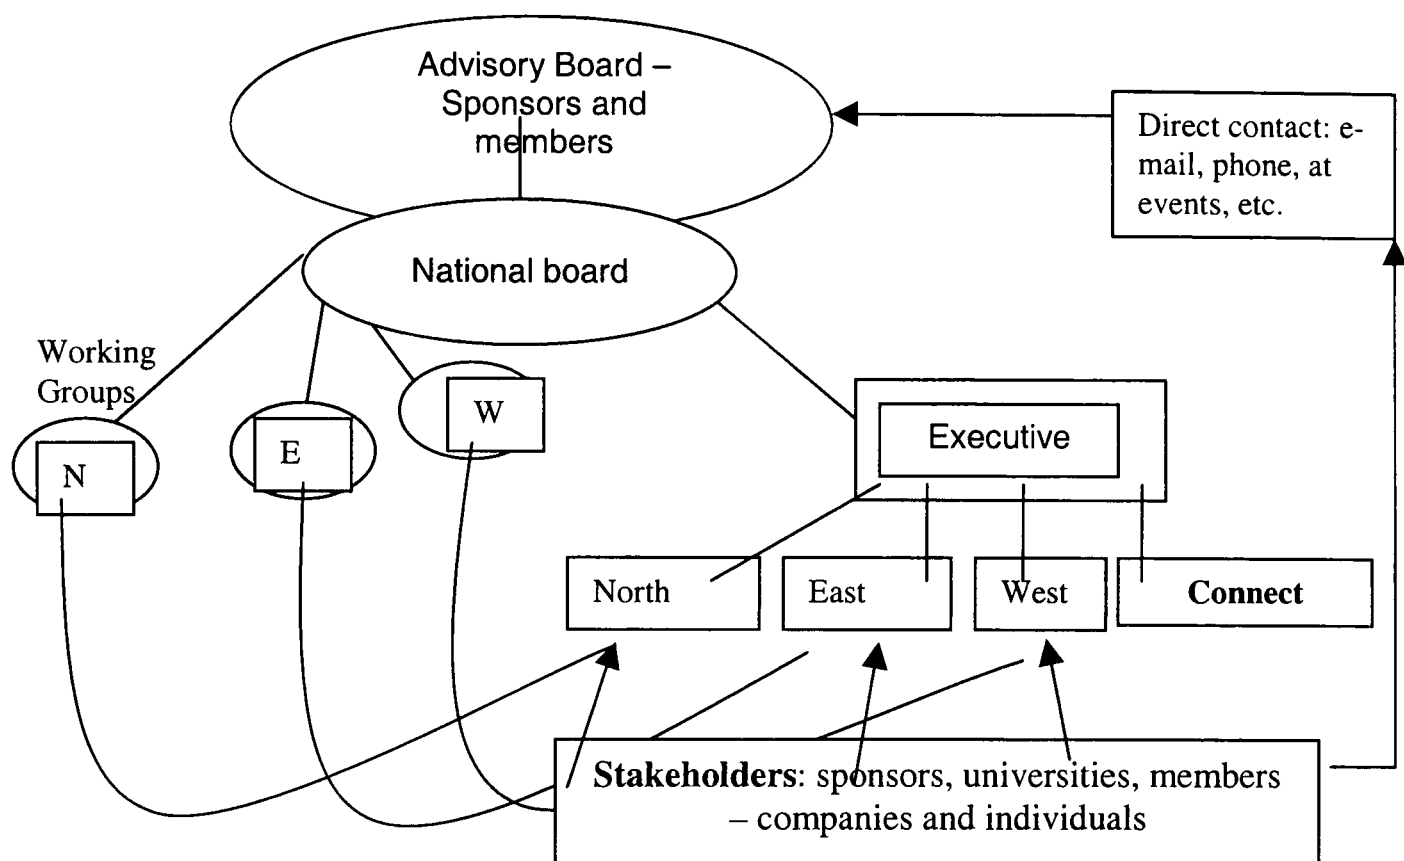 Advisory Board –
Sponsors and
members
Direct contact: e-
mail, phone, at
events, etc.
National board
Working
Groups
W
N
E
Executive
North
East
West
Connect
Stakeholders: sponsors, universities, members
– companies and individuals